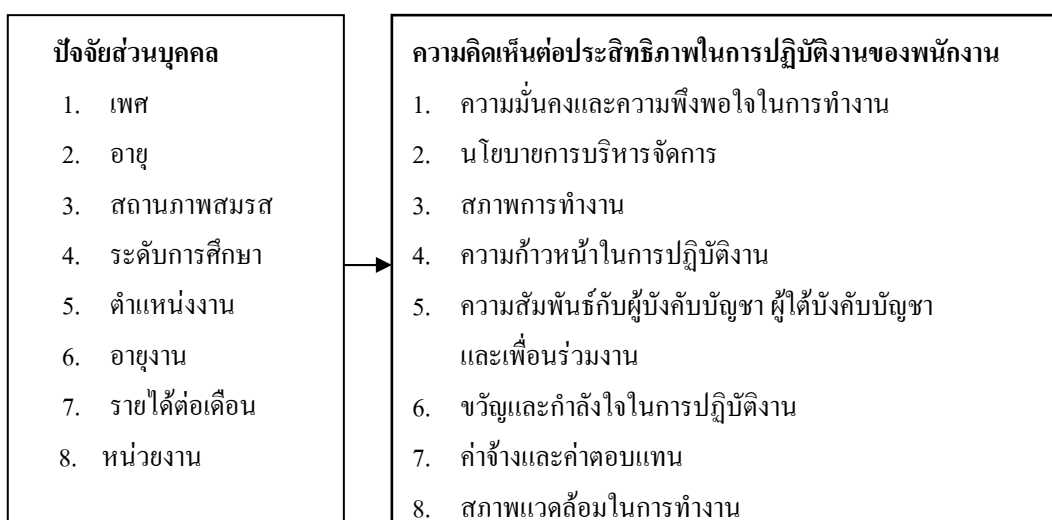 ปัจจัยส่วนบุคคล
1. เพศ
2. อายุ
3. สถานภาพสมรส
4. ระดับการศึกษา
5. ตำแหน่งงาน
6. อายุงาน
7. รายได้ต่อเดือน
8. หน่วยงาน
ความคิดเห็นต่อประสิทธิภาพในการปฏิบัติงานของพนักงาน
1. ความมั่นคงและความพึงพอใจในการทำงาน
2. นโยบายการบริหารจัดการ
3. สภาพการทำงาน
4. ความก้าวหน้าในการปฏิบัติงาน
5. ความสัมพันธ์กับผู้บังคับบัญชา ผู้ใต้บังคับบัญชา
และเพื่อนร่วมงาน
6. ขวัญและกำลังใจในการปฏิบัติงาน
7. ค่าจ้างและค่าตอบแทน
8. สภาพแวดล้อมในการทำงาน